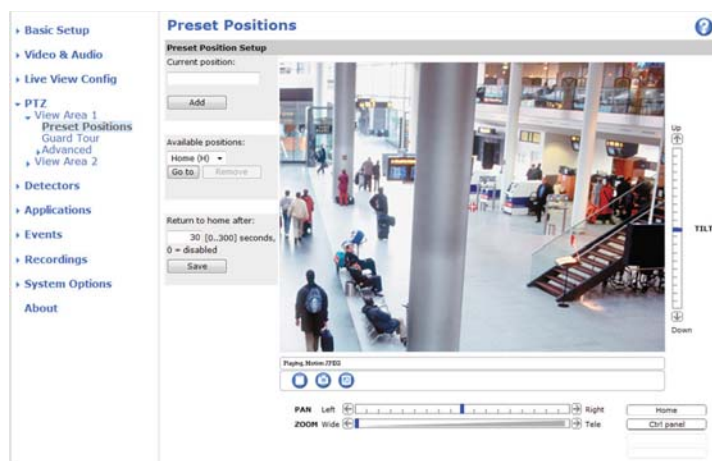 Basic Setup
Video & Audio
Live View Config
PTZ
View Area 1
Preset Positions
Guard Tour
Advanced
View Area 2
Detectors
Applications
Events
Recordings
System Options
About
Preset Positions
?
Preset Position Setup
Current position:
Add
Available positions:
Home (H)
Go to Remove
Return to home after:
30 [0..300] seconds,
0 = disabled
Save
Up
TILT
Down
Playing, Motion JPEG
PAN Left Right Home
ZOOM Wide Tele Ctrl panel